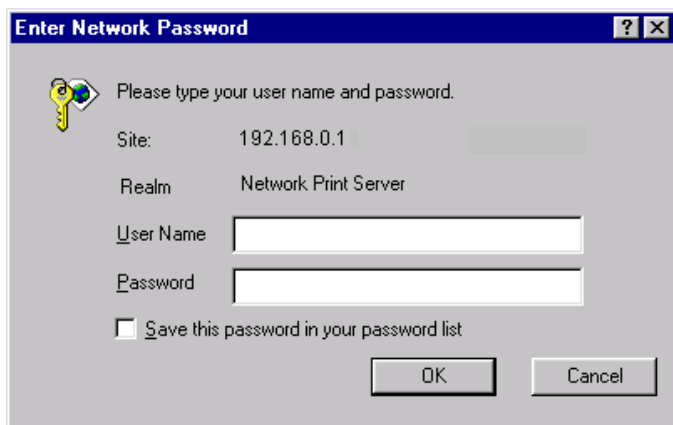 Enter Network Password
Please type your user name and password.
Site: 192.168.0.1
Realm Network Print Server
User Name
Password
Save this password in your password list
OK Cancel